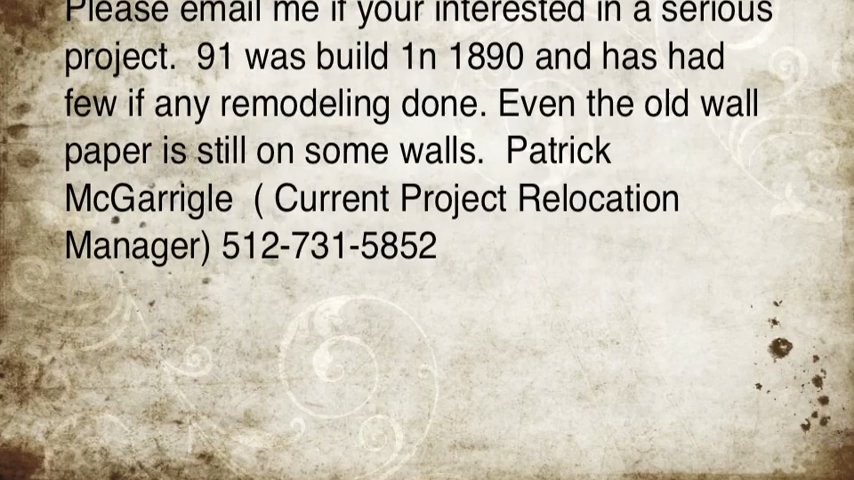 Please email me if your interested in a serious
project.  91 was build 1n 1890 and has had
few if any remodeling done. Even the old wall
paper is still on some walls.  Patrick
McGarrigle  ( Current Project Relocation
Manager) 512-731-5852